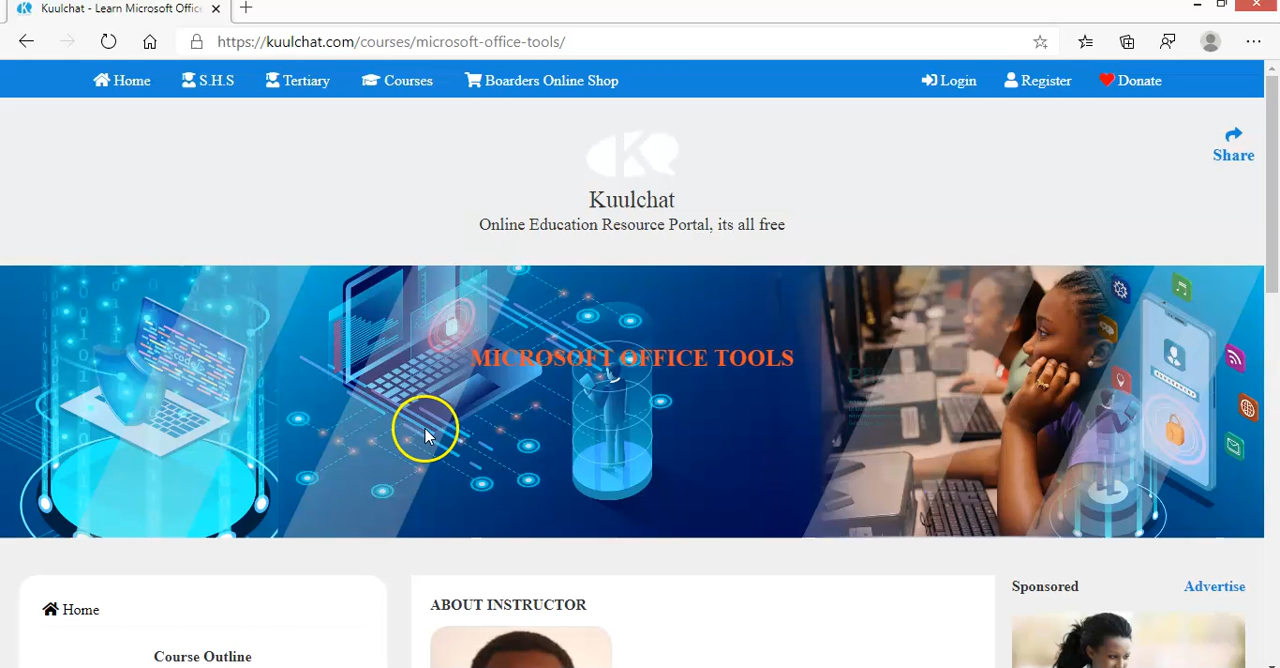 Kuulchat - Learn Microsoft Offic
https://kuulchat.com/courses/microsoft-office-tools/
Home S.H.S Tertiary Courses Boarders Online Shop Login Register Donate
Share
Kuulchat
Online Education Resource Portal, its all free
MICROSOFT OFFICE TOOLS
Home
Course Outline
ABOUT INSTRUCTOR
Sponsored Advertise